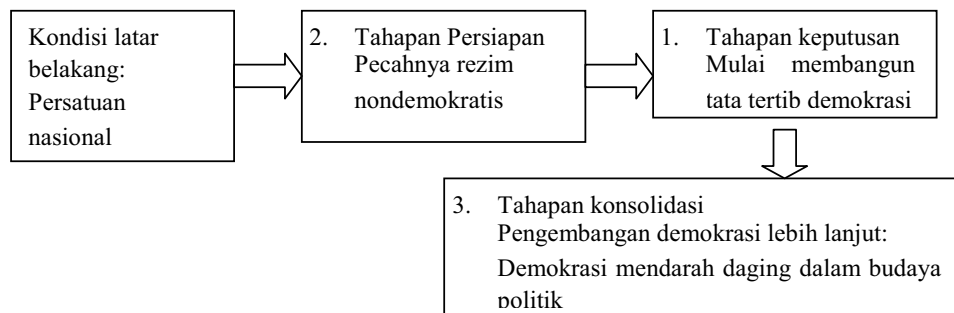 Kondisi latar
belakang:
Persatuan
nasional
2. Tahapan Persiapan
Pecahnya rezim
nondemokratis
1. Tahapan keputusan
Mulai membangun
tata tertib demokrasi
3. Tahapan konsolidasi
Pengembangan demokrasi lebih lanjut:
Demokrasi mendarah daging dalam budaya
politik